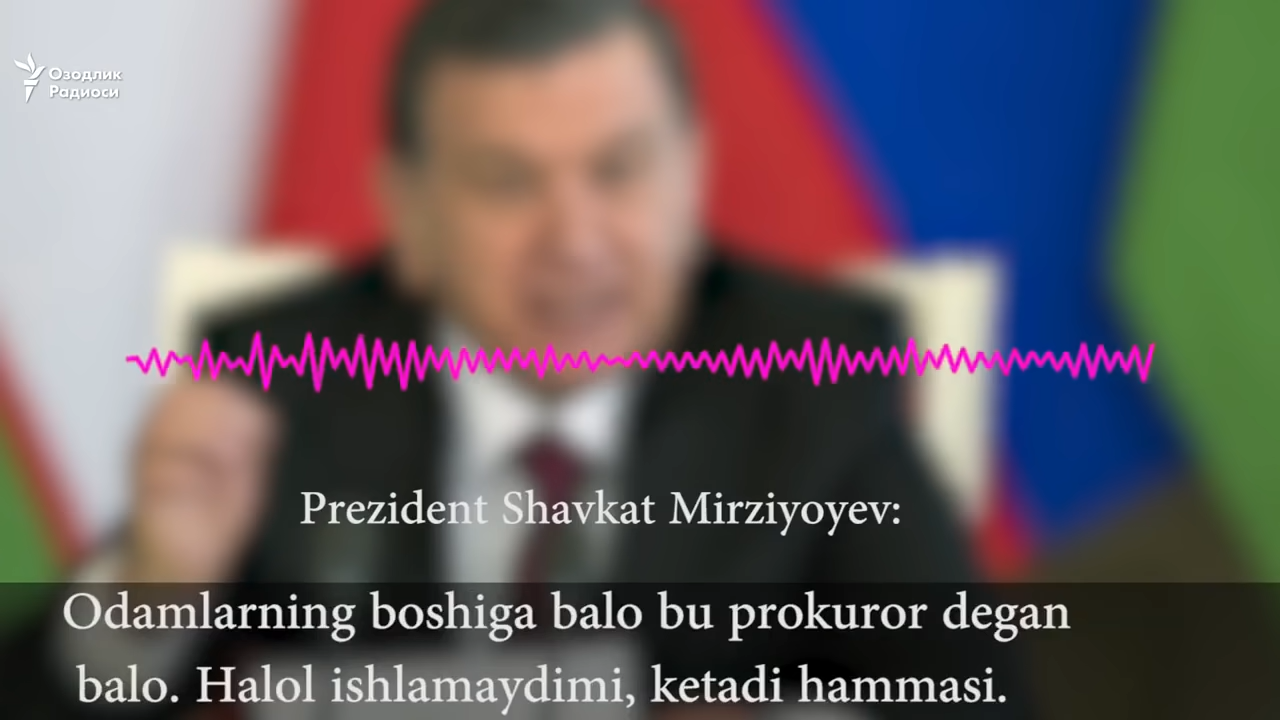 Озодлик
Радиоси
Prezident Shavkat Mirziyoyev:
Odamlarning boshiga balo bu prokuror degan
balo. Halol ishlamaydimi, ketadi hammasi.